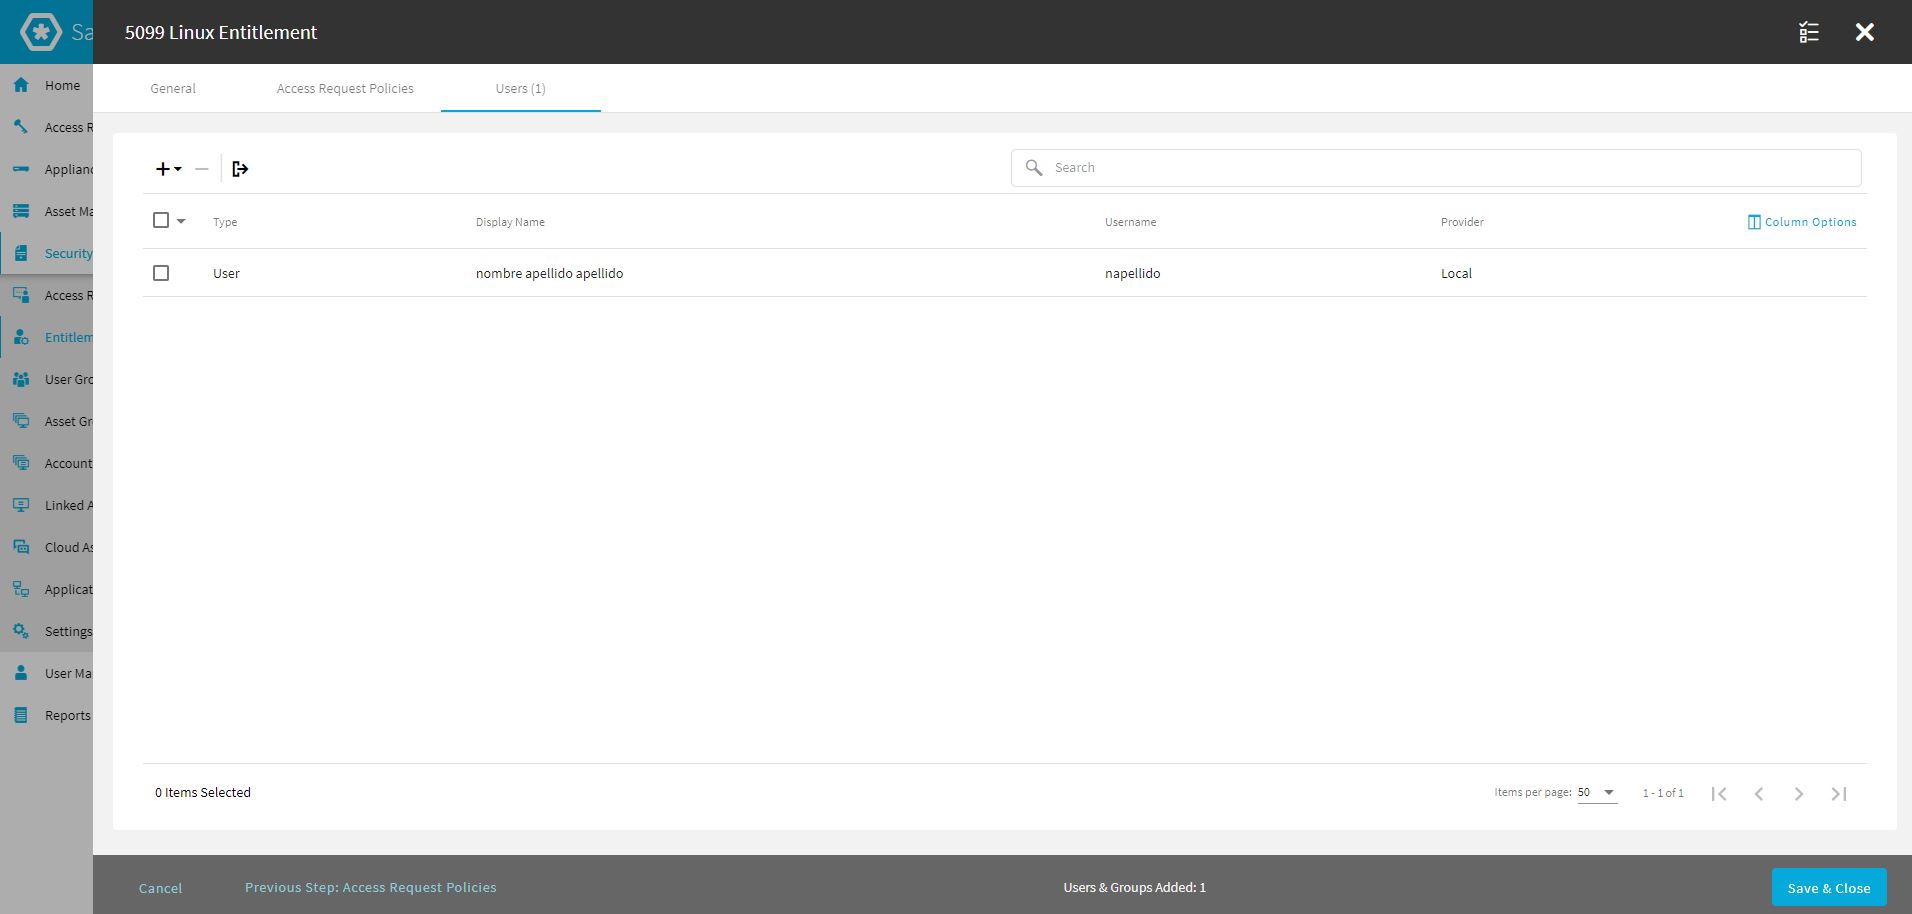 Sa
5099 Linux Entitlement
Home
Access R
Applianc
Asset Ma
Security
Access R
Entitlem
User Gro
Asset Gr
Account
Linked A
Cloud As
Applicat
Settings
User Ma
Reports
General
Access Request Policies
Users (1)
Search
Type
Display Name
Username
Provider
Column Options
User
nombre apellido apellido
napellido
Local
0 Items Selected
Items per page: 50
1 - 1 of 1
Cancel
Previous Step: Access Request Policies
Users & Groups Added: 1
Save & Close